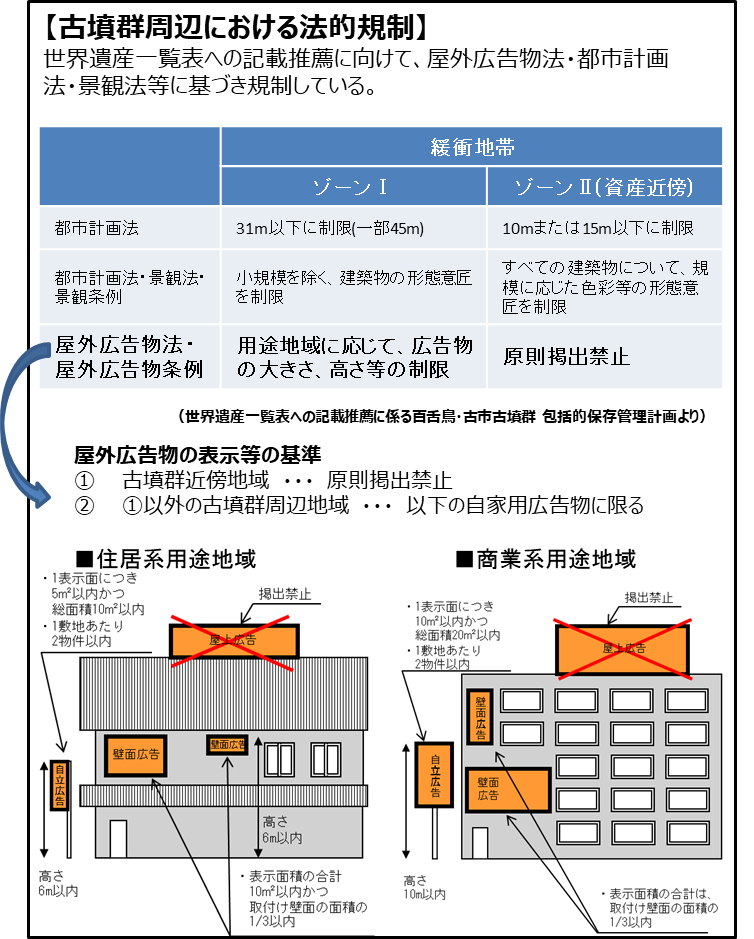 【古墳群周辺における法的規制】
世界遺産一覧表への記載推薦に向けて、屋外広告物法・都市計画
法・景観法等に基づき規制している。
緩衝地帯
ゾーンⅠ
ゾーンⅡ(資産近傍)
都市計画法
31m以下に制限(一部45m)
10mまたは15m以下に制限
都市計画法・景観法・
景観条例
小規模を除く、建築物の形態意匠
を制限
すべての建築物について、規
模に応じた色彩等の形態意
匠を制限
屋外広告物法・
屋外広告物条例
用途地域に応じて、広告物
の大きさ、高さ等の制限
原則掲出禁止
(世界遺産一覧表への記載推薦に係る百舌鳥・古市古墳群 包括的保存管理計画より)
屋外広告物の表示等の基準
① 古墳群近傍地域 ・・・ 原則掲出禁止
② ①以外の古墳群周辺地域 ・・・ 以下の自家用広告物に限る
■住居系用途地域
・1表示面につき
5㎡以内かつ
総面積10㎡以内
・1敷地あたり
2物件以内
掲出禁止
屋上広告
壁面広告
壁面広告
自立広告
高さ
6m以内
高さ
6m以内
・表示面積の合計
10㎡以内かつ
取付け壁面の面積の
1/3以内
■商業系用途地域
・1表示面につき
10㎡以内かつ
総面積20㎡以内
・1敷地あたり
2物件以内
掲出禁止
屋上広告
壁面広告
壁面
広告
自立広告
高さ
10m以内
・表示面積の合計は、
取付け壁面の面積の
1/3以内